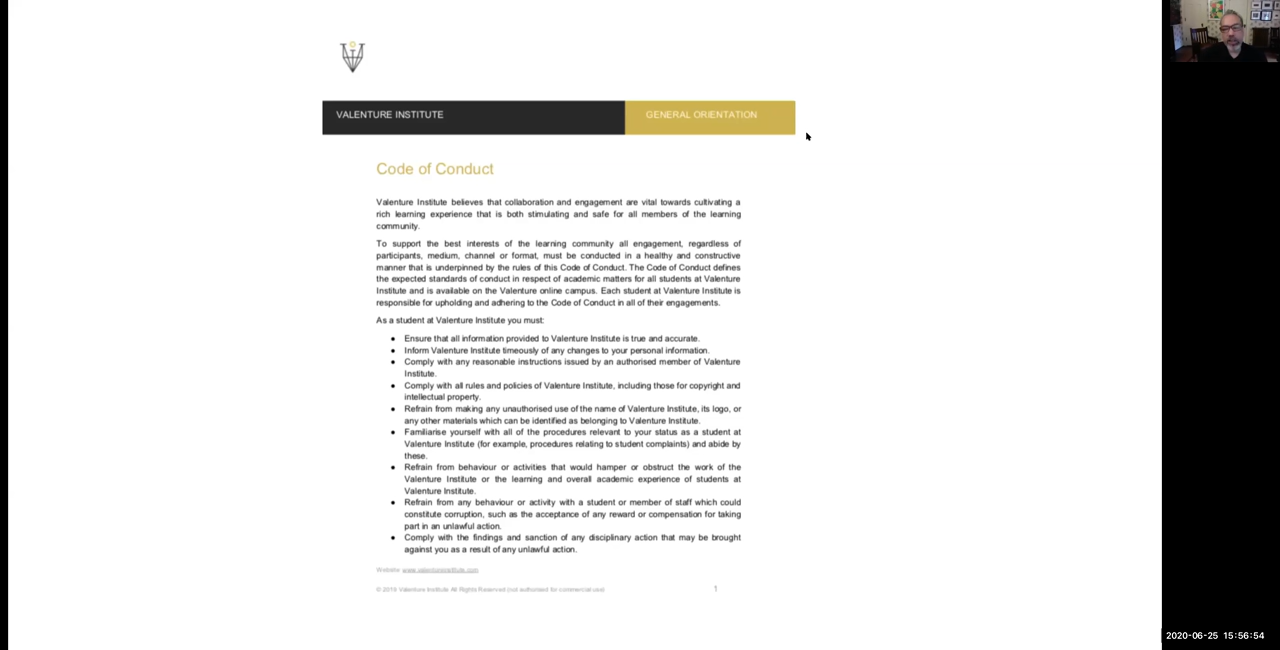 VALENTURE INSTITUTE
GENERAL ORIENTATION
Code of Conduct
Valenture Institute believes that collaboration and engagement are vital towards cultivating a
rich learning experience that is both stimulating and safe for all members of the learning
community.
To support the best interests of the learning community all engagement, regardless of
participants, medium, channel or format, must be conducted in a healthy and constructive
manner that is underpinned by the rules of this Code of Conduct. The Code of Conduct defines
the expected standards of conduct in respect of academic matters for all students at Valenture
Institute and is available on the Valenture online campus. Each student at Valenture Institute is
responsible for upholding and adhering to the Code of Conduct in all of their engagements.
As a student at Valenture Institute you must:
● Ensure that all information provided to Valenture Institute is true and accurate.
● Inform Valenture Institute timeously of any changes to your personal information.
● Comply with any reasonable instructions issued by an authorised member of Valenture
Institute.
● Comply with all rules and policies of Valenture Institute, including those for copyright and
intellectual property.
● Refrain from making any unauthorised use of the name of Valenture Institute, its logo, or
any other materials which can be identified as belonging to Valenture Institute.
● Familiarise yourself with all of the procedures relevant to your status as a student at
Valenture Institute (for example, procedures relating to student complaints) and abide by
these.
● Refrain from behaviour or activities that would hamper or obstruct the work of the
Valenture Institute or the learning and overall academic experience of students at
Valenture Institute.
● Refrain from any behaviour or activity with a student or member of staff which could
constitute corruption, such as the acceptance of any reward or compensation for taking
part in an unlawful action.
● Comply with the findings and sanction of any disciplinary action that may be brought
against you as a result of any unlawful action.
Website www.valentureinstitute.com
© 2019 Valenture Institute All Rights Reserved (not authorised for commercial use)
1
2020-06-25 15:56:54